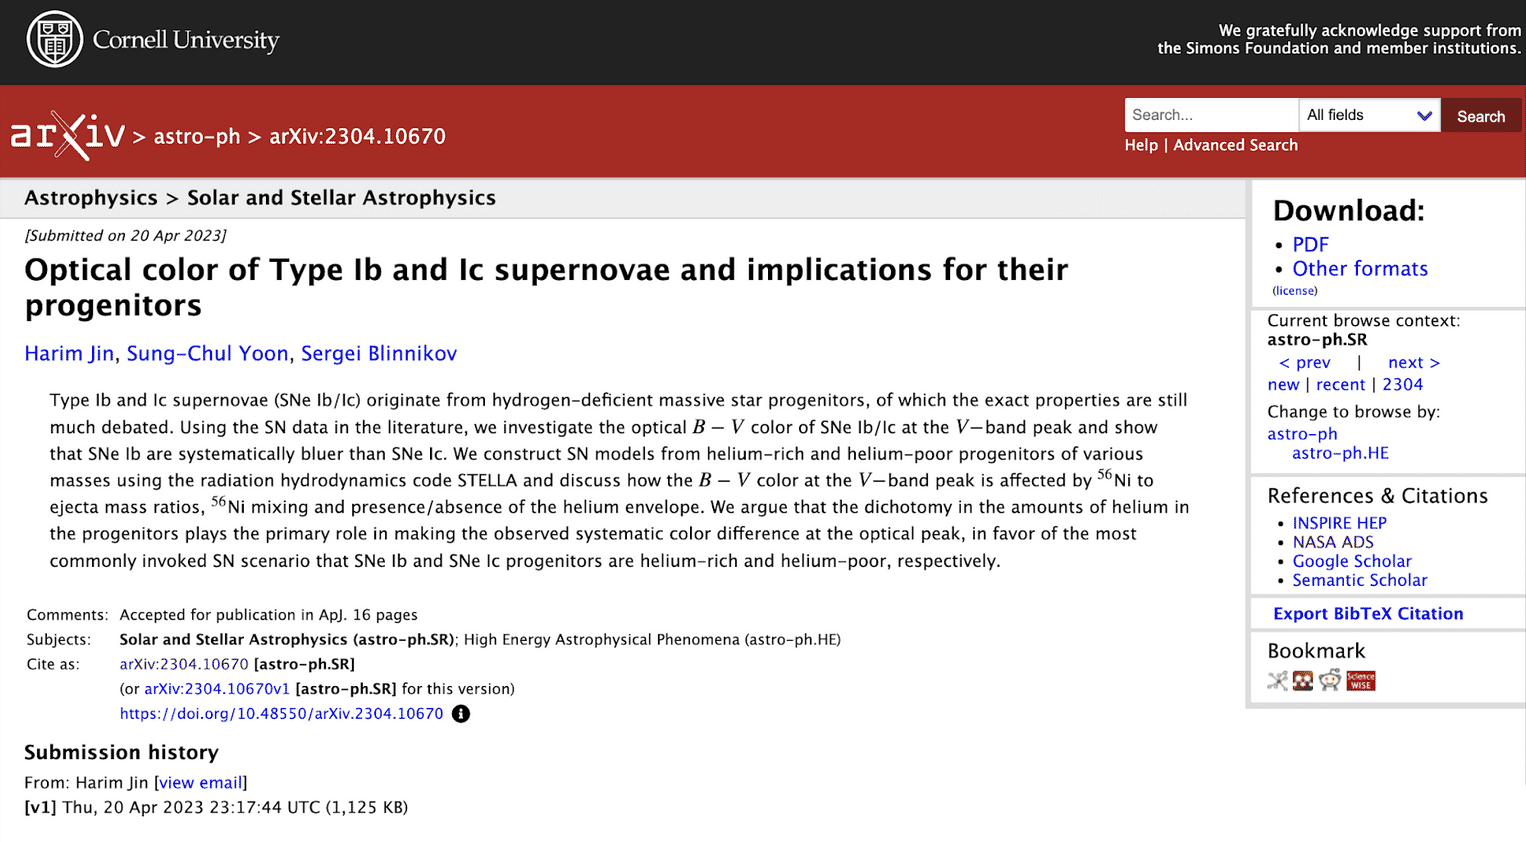 Cornell University
We gratefully acknowledge support from
the Simons Foundation and member institutions.
arXiv > astro-ph > arXiv:2304.10670
Search...
All fields
Search
Help | Advanced Search
Astrophysics > Solar and Stellar Astrophysics
[Submitted on 20 Apr 2023]
Optical color of Type Ib and Ic supernovae and implications for their
progenitors
Harim Jin, Sung-Chul Yoon, Sergei Blinnikov
Type Ib and Ic supernovae (SNe Ib/Ic) originate from hydrogen-deficient massive star progenitors, of which the exact properties are still
much debated. Using the SN data in the literature, we investigate the optical B − V color of SNe Ib/Ic at the V−band peak and show
that SNe Ib are systematically bluer than SNe Ic. We construct SN models from helium-rich and helium-poor progenitors of various
masses using the radiation hydrodynamics code STELLA and discuss how the B − V color at the V−band peak is affected by ⁵⁶Ni to
ejecta mass ratios, ⁵⁶Ni mixing and presence/absence of the helium envelope. We argue that the dichotomy in the amounts of helium in
the progenitors plays the primary role in making the observed systematic color difference at the optical peak, in favor of the most
commonly invoked SN scenario that SNe Ib and SNe Ic progenitors are helium-rich and helium-poor, respectively.
Comments: Accepted for publication in ApJ. 16 pages
Subjects: Solar and Stellar Astrophysics (astro-ph.SR); High Energy Astrophysical Phenomena (astro-ph.HE)
Cite as: arXiv:2304.10670 [astro-ph.SR]
(or arXiv:2304.10670v1 [astro-ph.SR] for this version)
https://doi.org/10.48550/arXiv.2304.10670
Submission history
From: Harim Jin [view email]
[v1] Thu, 20 Apr 2023 23:17:44 UTC (1,125 KB)
Download:
• PDF
• Other formats
(license)
Current browse context:
astro-ph.SR
< prev | next >
new | recent | 2304
Change to browse by:
astro-ph
astro-ph.HE
References & Citations
• INSPIRE HEP
• NASA ADS
• Google Scholar
• Semantic Scholar
Export BibTeX Citation
Bookmark
Science
WISE